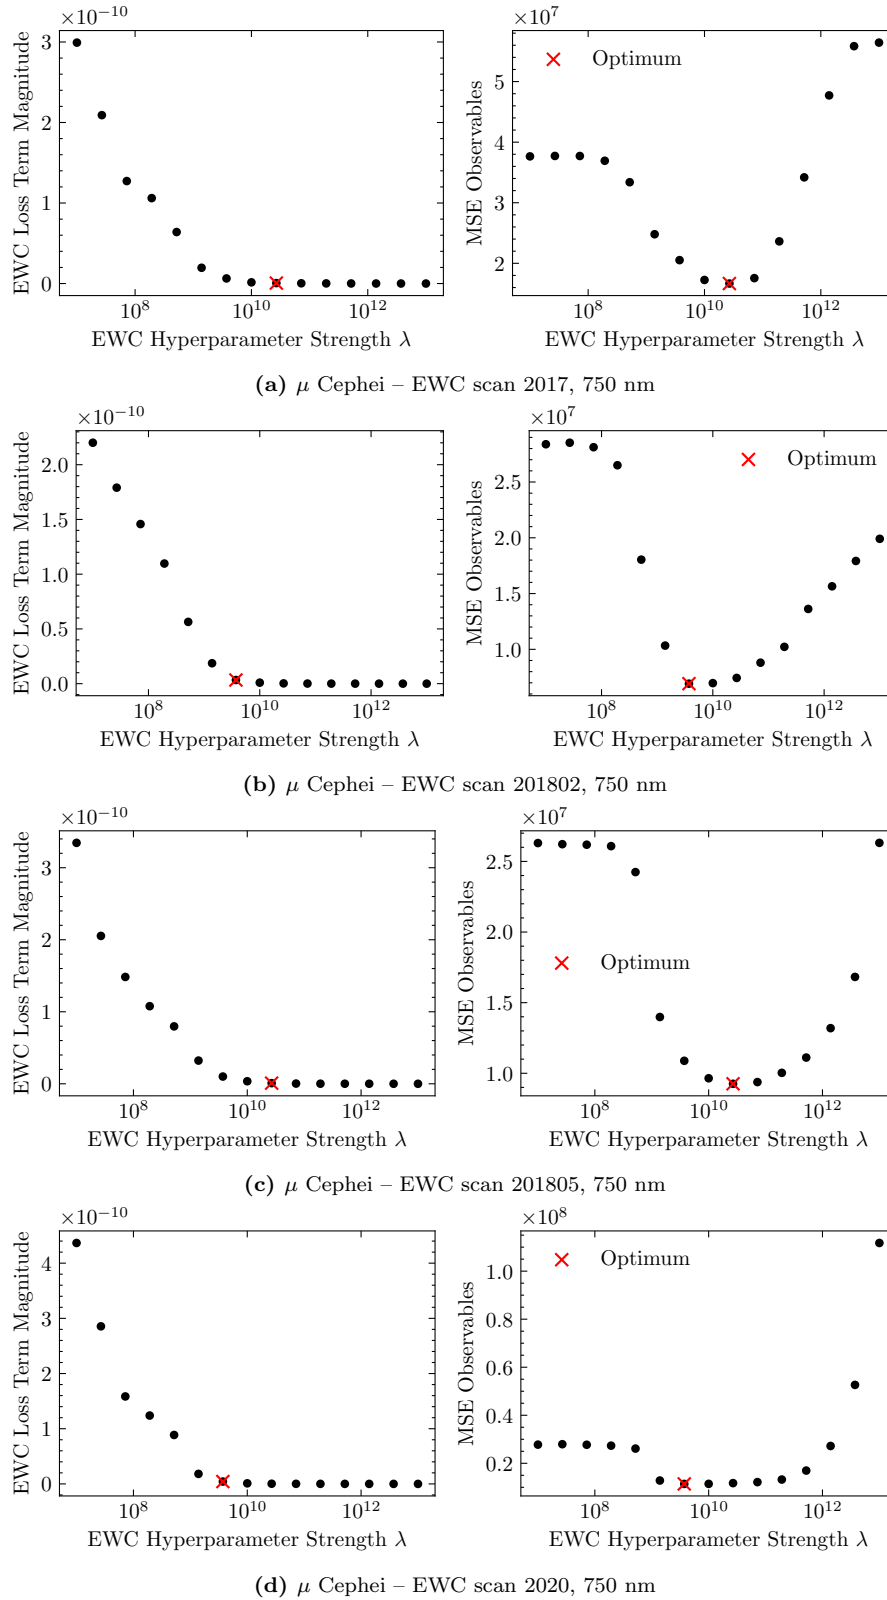 ×10⁻¹⁰
3
2
1
0
EWC Loss Term Magnitude
10⁸ 10¹⁰ 10¹²
EWC Hyperparameter Strength λ
×10⁷
Optimum
5
4
3
2
MSE Observables
10⁸ 10¹⁰ 10¹²
EWC Hyperparameter Strength λ
(a) μ Cephei – EWC scan 2017, 750 nm
×10⁻¹⁰
2.0
1.5
1.0
0.5
0.0
EWC Loss Term Magnitude
10⁸ 10¹⁰ 10¹²
EWC Hyperparameter Strength λ
×10⁷
Optimum
2.5
2.0
1.5
1.0
MSE Observables
10⁸ 10¹⁰ 10¹²
EWC Hyperparameter Strength λ
(b) μ Cephei – EWC scan 201802, 750 nm
×10⁻¹⁰
3
2
1
0
EWC Loss Term Magnitude
10⁸ 10¹⁰ 10¹²
EWC Hyperparameter Strength λ
×10⁷
2.5
2.0
Optimum
1.5
1.0
MSE Observables
10⁸ 10¹⁰ 10¹²
EWC Hyperparameter Strength λ
(c) μ Cephei – EWC scan 201805, 750 nm
×10⁻¹⁰
4
3
2
1
0
EWC Loss Term Magnitude
10⁸ 10¹⁰ 10¹²
EWC Hyperparameter Strength λ
×10⁸
Optimum
1.0
0.8
0.6
0.4
0.2
MSE Observables
10⁸ 10¹⁰ 10¹²
EWC Hyperparameter Strength λ
(d) μ Cephei – EWC scan 2020, 750 nm